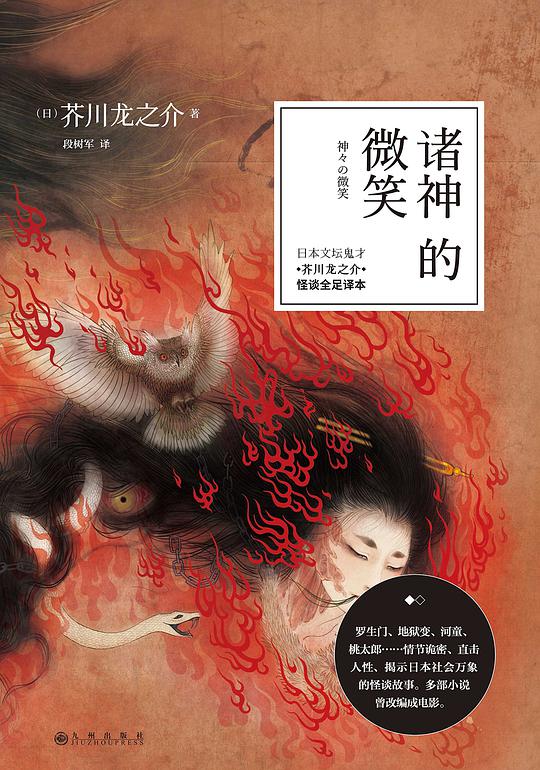 （日）芥川龙之介 著
段树军 译
诸神的
微笑
神々の微笑
日本文坛鬼才
◆芥川龙之介◆
怪谈全足译本
◆◇
罗生门、地狱变、河童、
桃太郎……情节诡密、直击
人性、揭示日本社会万象
的怪谈故事。多部小说
曾改编成电影。
九州出版社
JIUZHOUPRESS